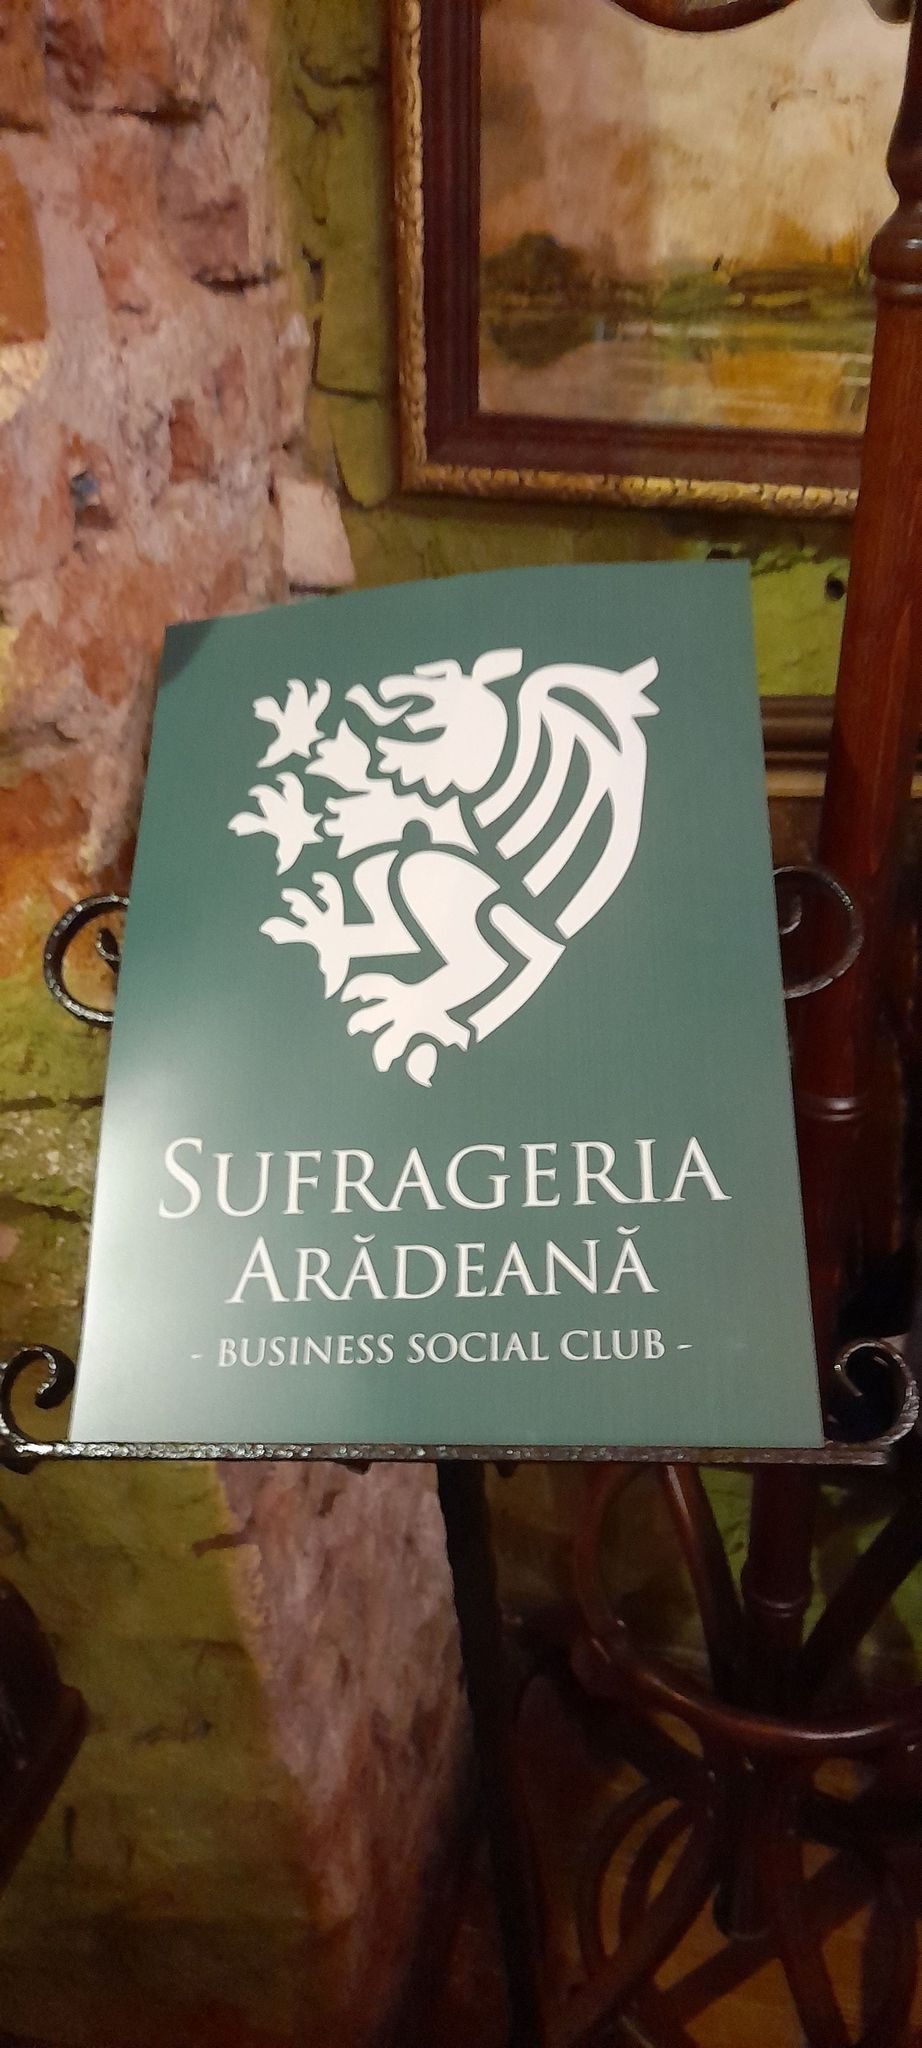 SUFRAGERIA
ARĂDEANĂ
- BUSINESS SOCIAL CLUB -